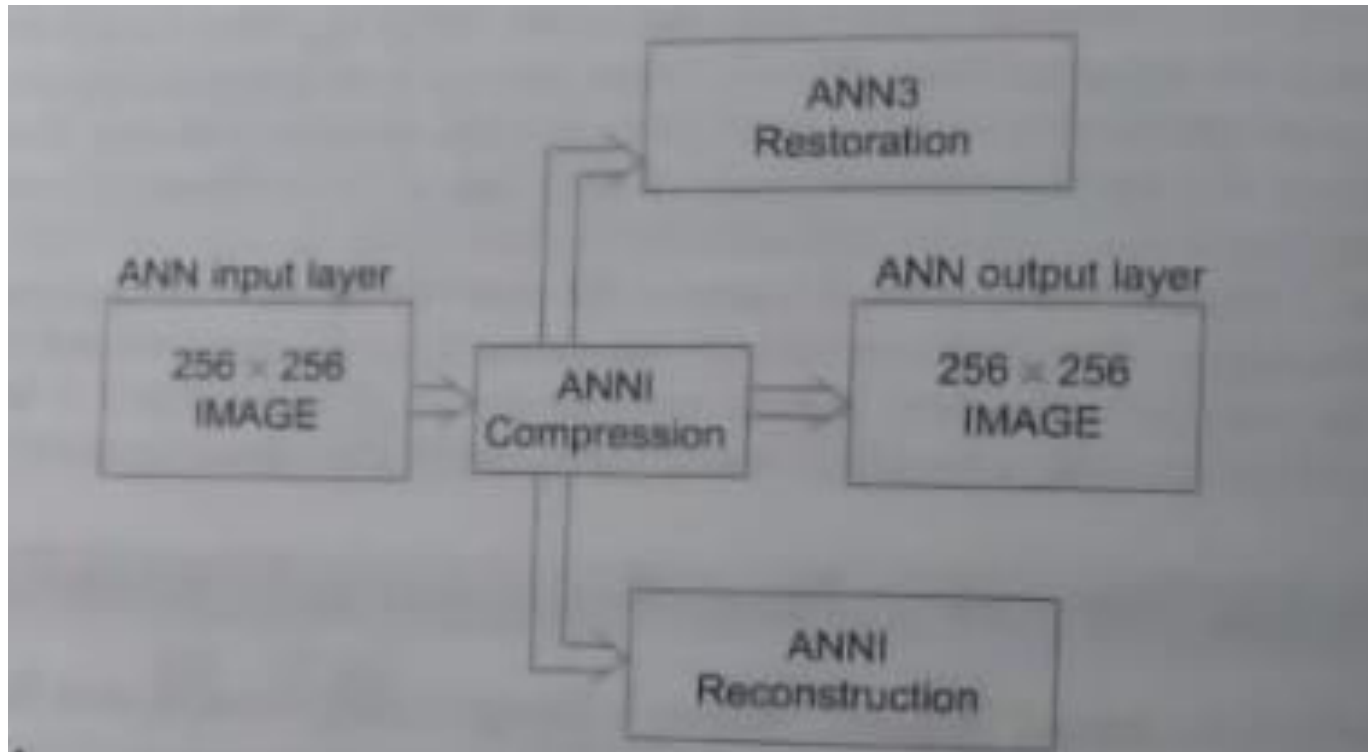 ANN3
Restoration
ANN input layer
256 × 256
IMAGE
ANNI
Compression
ANN output layer
256 × 256
IMAGE
ANNI
Reconstruction